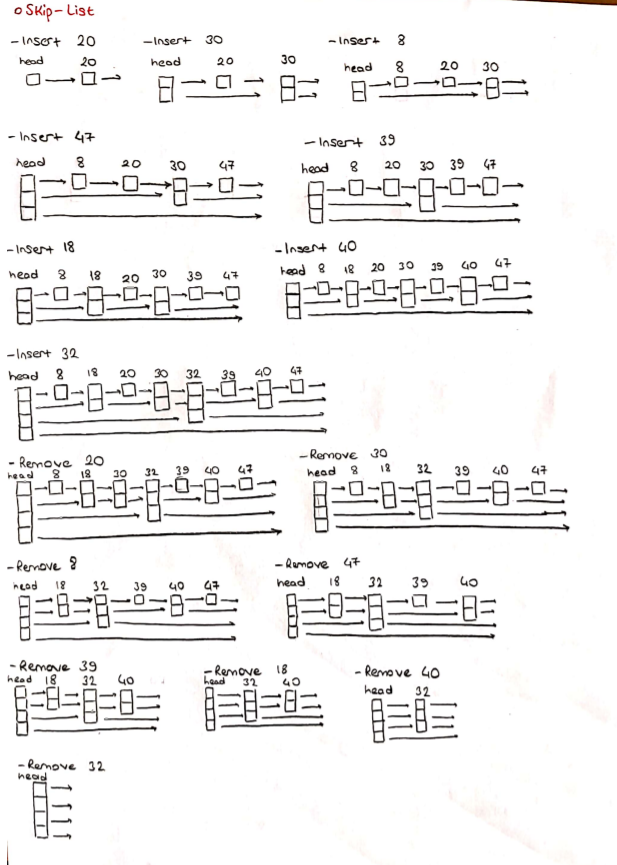 o Skip-List
-Insert 20
head 20
-Insert 30
head 20 30
-Insert 8
head 8 20 30
-Insert 47
head 8 20 30 47
-Insert 39
head 8 20 30 39 47
-Insert 18
head 8 18 20 30 39 47
-Insert 40
head 8 18 20 30 39 40 47
-Insert 32
head 8 18 20 30 32 39 40 47
-Remove 20
head 8 18 30 32 39 40 47
-Remove 30
head 8 18 32 39 40 47
-Remove 8
head 18 32 39 40 47
-Remove 47
head 18 32 39 40
-Remove 39
head 18 32 40
-Remove 18
head 32 40
-Remove 40
head 32
-Remove 32
head